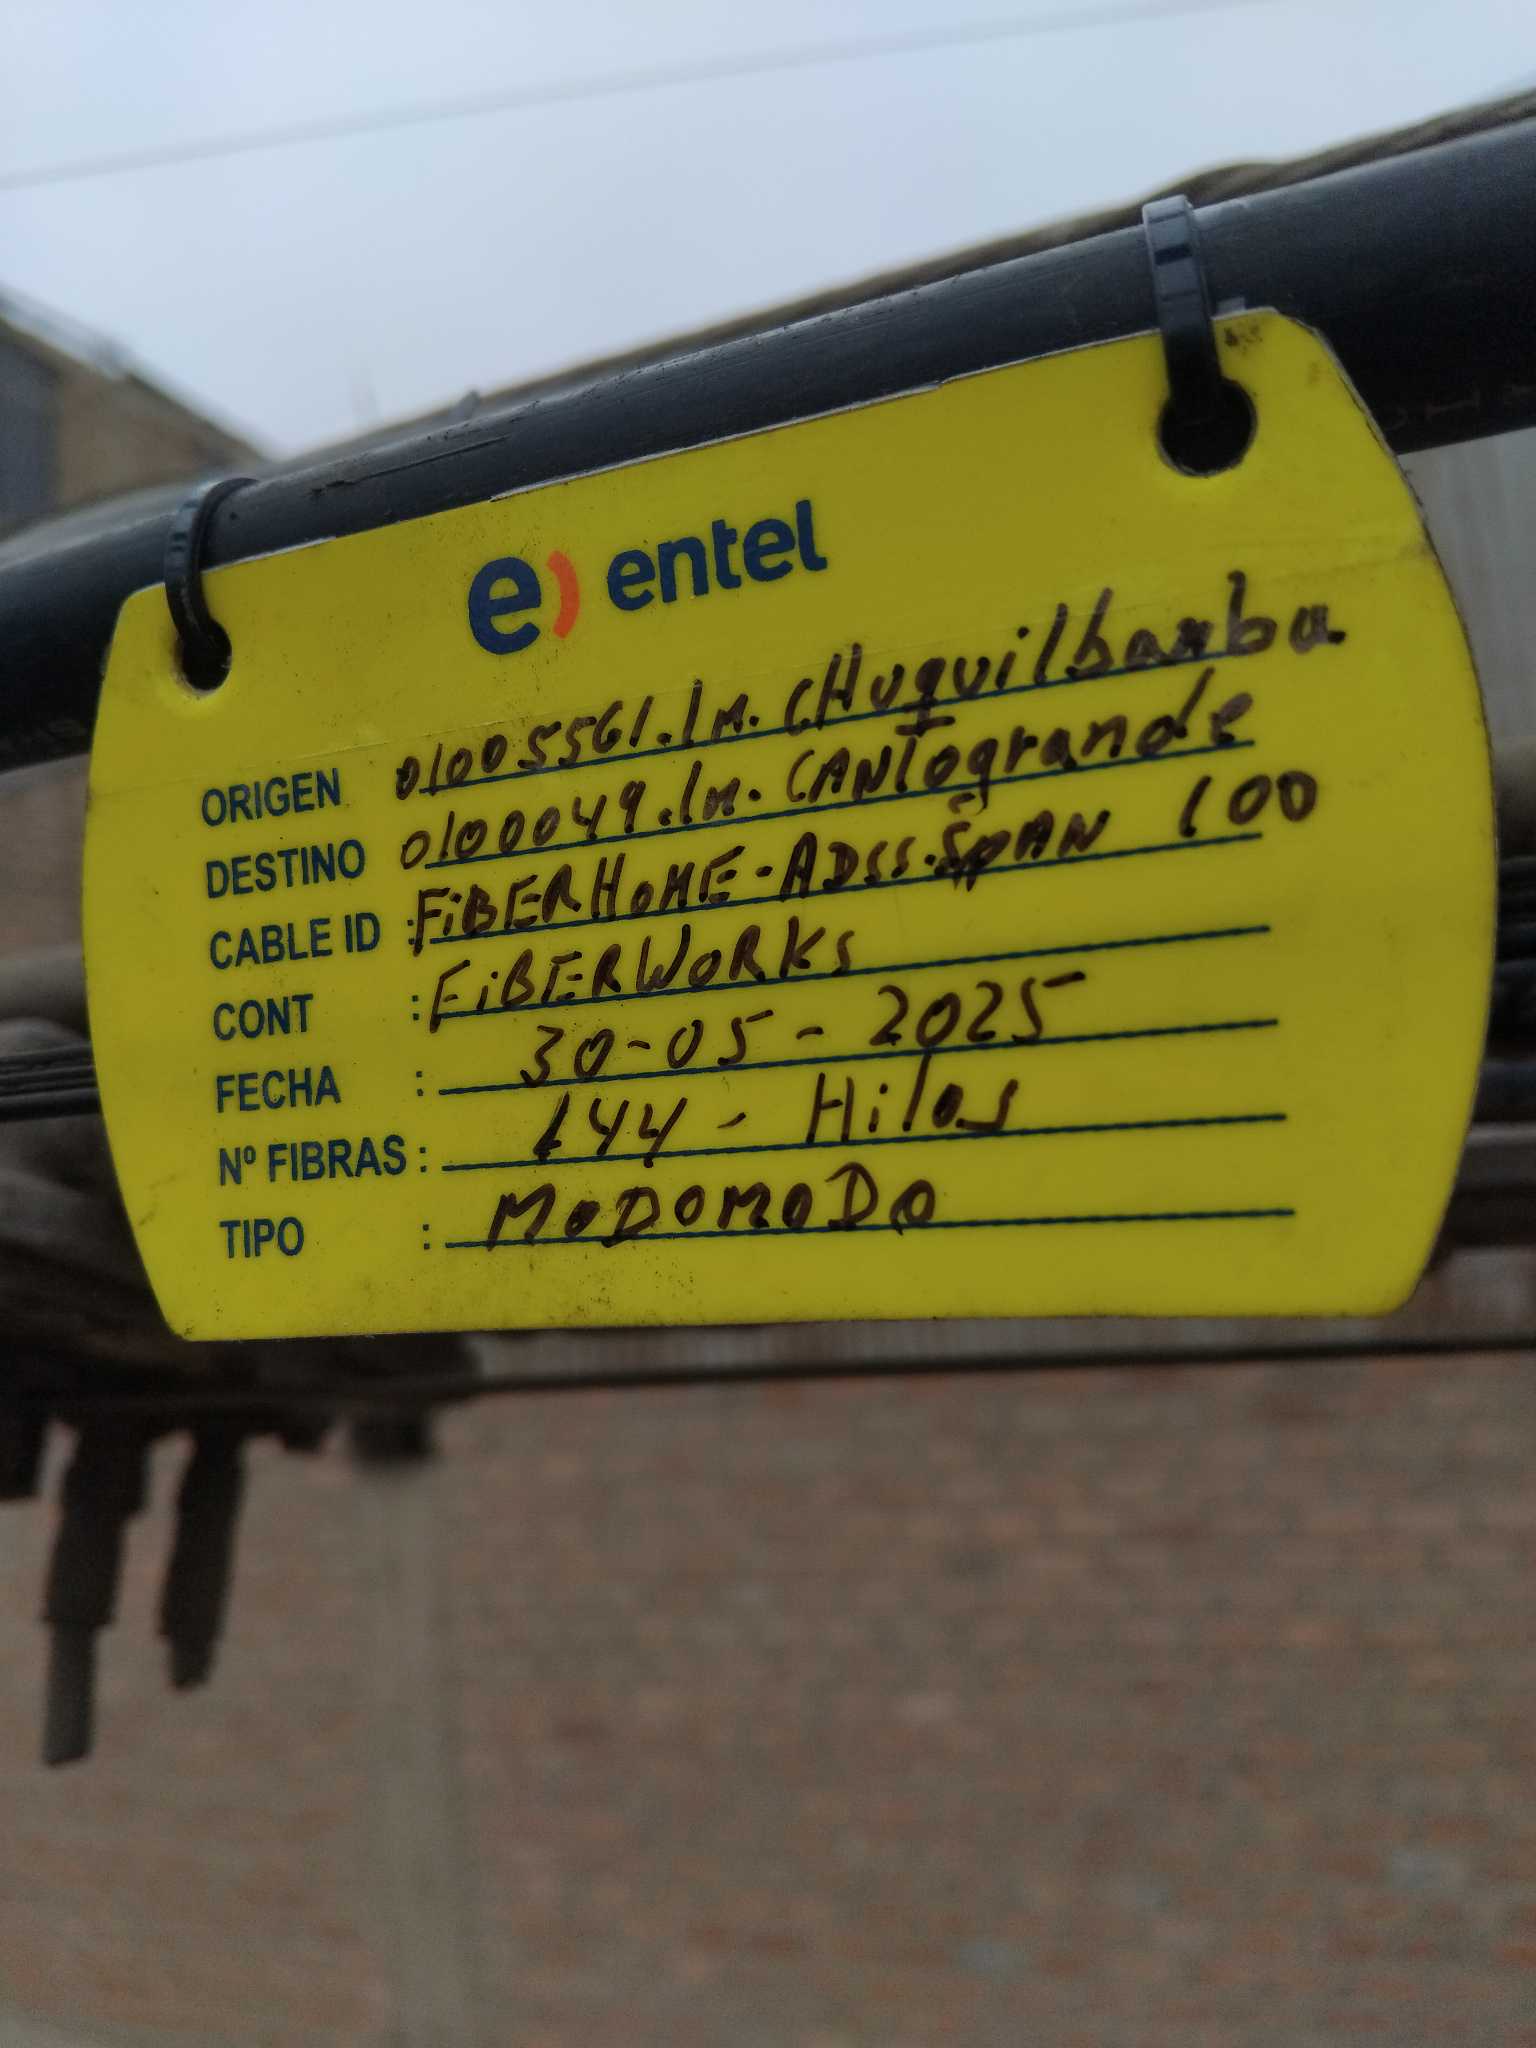 e) entel
ORIGEN 01005561.lm.CHuquilbamba
DESTINO 0100049.lm.CANTogrande
CABLE ID : FiBERHoME-ADSS.SpAN 100
CONT : FiBERWoRKs
FECHA : 30-05-2025
Nº FIBRAS : 144 - Hilos
TIPO : MoDoMoDo